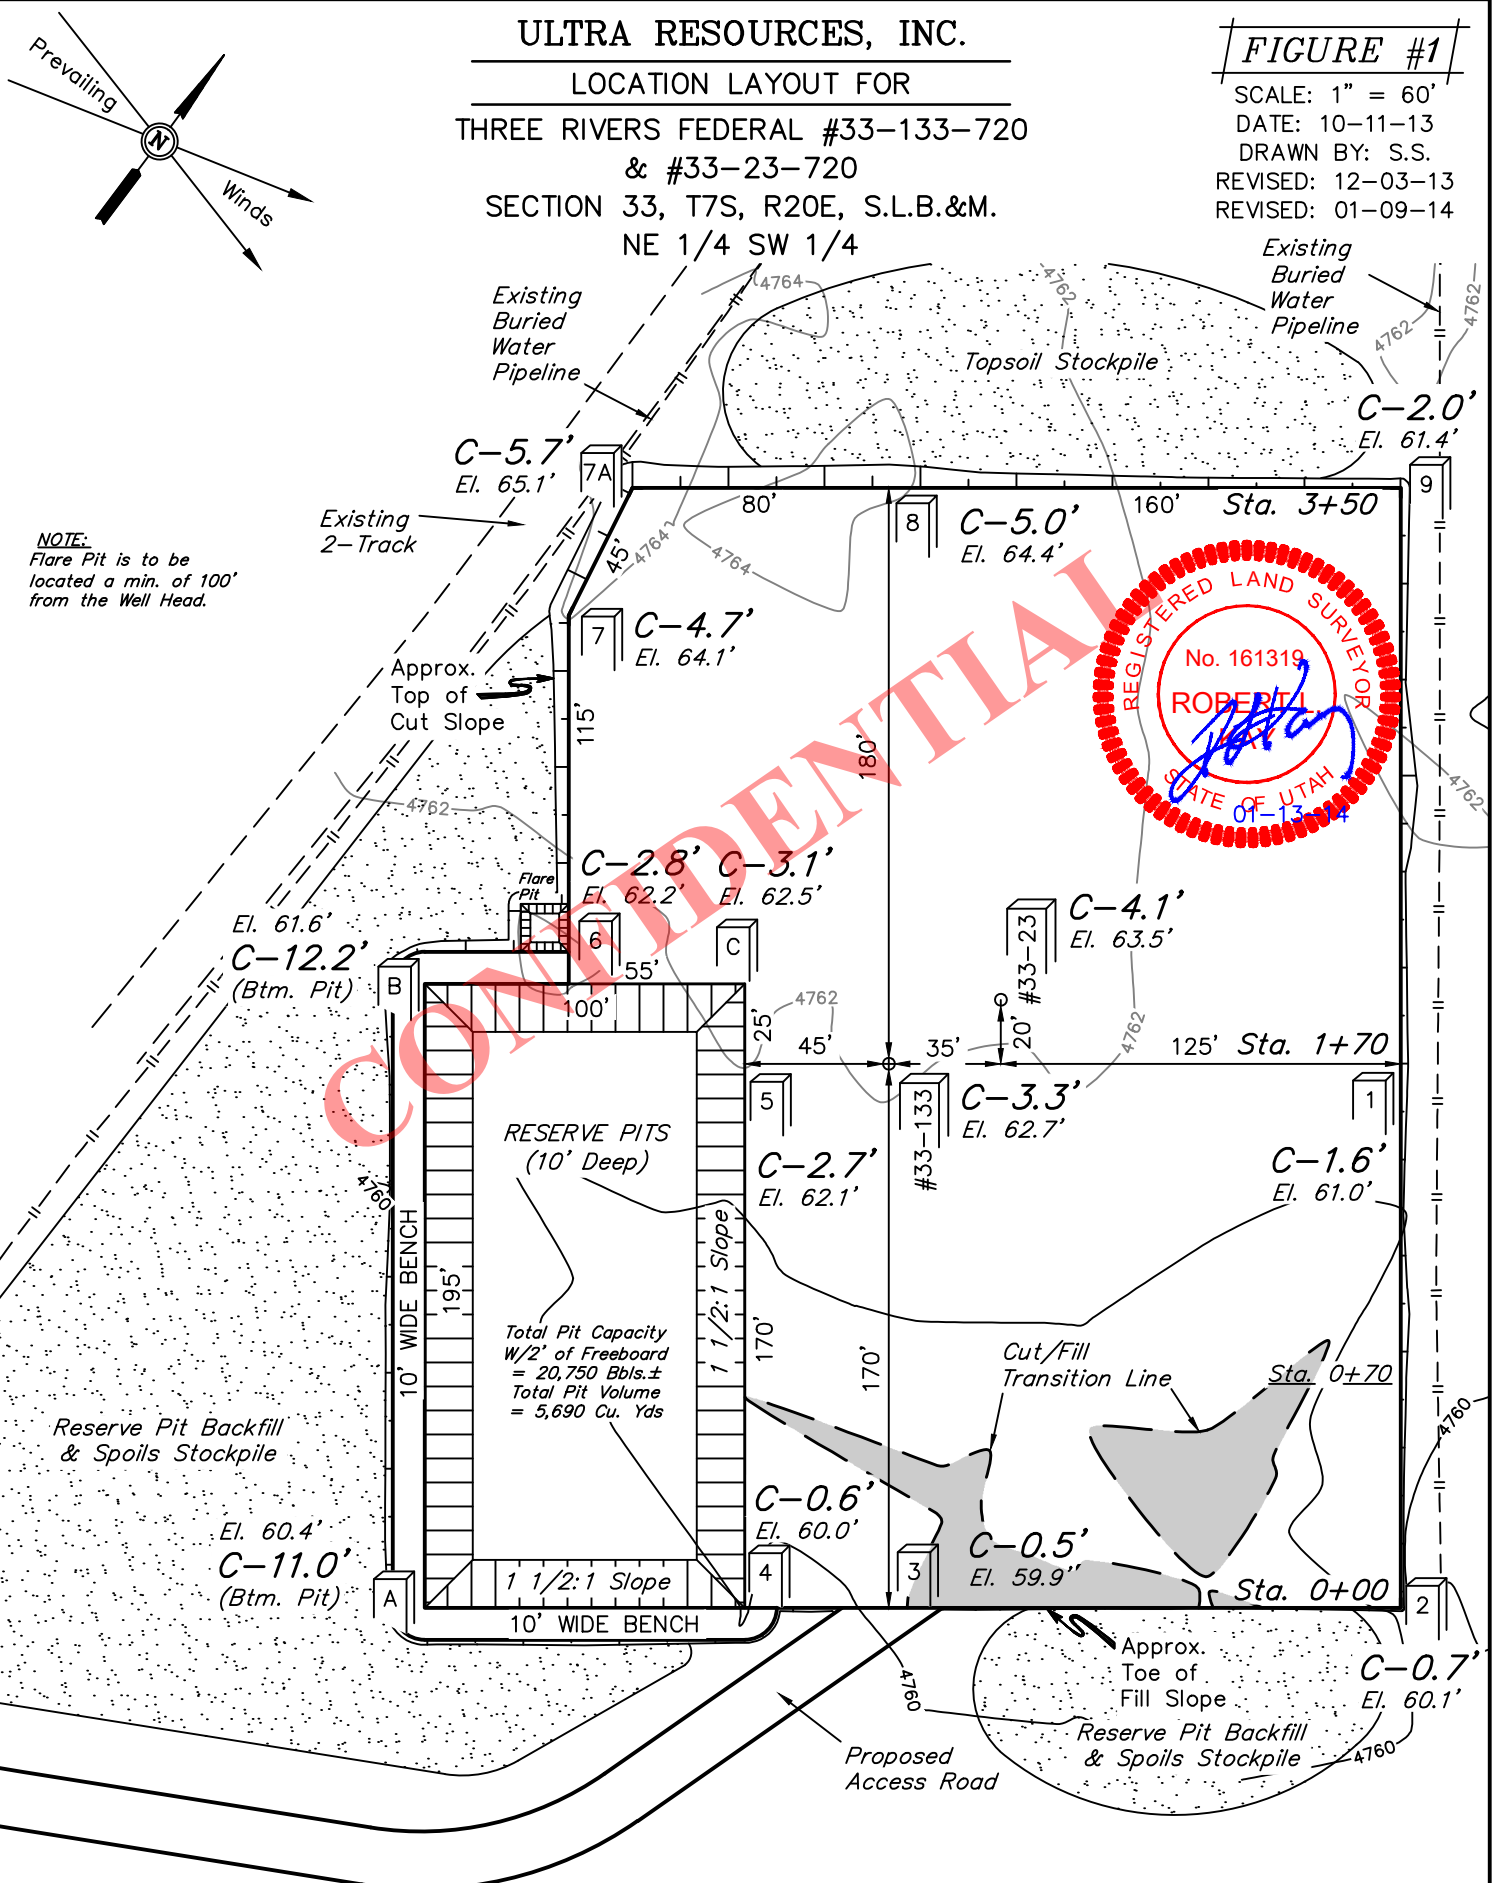 ULTRA RESOURCES, INC.
LOCATION LAYOUT FOR
THREE RIVERS FEDERAL #33-133-720
& #33-23-720
SECTION 33, T7S, R20E, S.L.B.&M.
NE 1/4 SW 1/4
FIGURE #1
SCALE: 1" = 60'
DATE: 10-11-13
DRAWN BY: S.S.
REVISED: 12-03-13
REVISED: 01-09-14
Prevailing
N
Winds
Existing
Buried
Water
Pipeline
4764
4762
Topsoil Stockpile
Existing
Buried
Water
Pipeline
4762
4762
C-2.0'
El. 61.4'
C-5.7'
El. 65.1'
7A
9
80'
160'
Sta. 3+50
8
C-5.0'
El. 64.4'
Existing
2-Track
NOTE:
Flare Pit is to be
located a min. of 100'
from the Well Head.
45'
4764
4764
7
C-4.7'
El. 64.1'
Approx.
Top of
Cut Slope
115'
180'
REGISTERED LAND SURVEYOR
No. 161319
ROBERT L.
KAY
STATE OF UTAH
01-13-14
4762
4762
CONFIDENTIAL
C-2.8'
El. 62.2'
C-3.1'
El. 62.5'
Flare
Pit
6
C
55'
100'
El. 61.6'
C-12.2'
(Btm. Pit)
B
C-4.1'
El. 63.5'
#33-23
4762
4762
25'
45'
35'
20'
125'
Sta. 1+70
5
C-2.7'
El. 62.1'
#33-133
C-3.3'
El. 62.7'
1
C-1.6'
El. 61.0'
RESERVE PITS
(10' Deep)
4760
10' WIDE BENCH
195'
1 1/2:1 Slope
170'
170'
Total Pit Capacity
W/2' of Freeboard
= 20,750 Bbls.±
Total Pit Volume
= 5,690 Cu. Yds
Cut/Fill
Transition Line
Sta. 0+70
4760
Reserve Pit Backfill
& Spoils Stockpile
El. 60.4'
C-11.0'
(Btm. Pit)
A
C-0.6'
El. 60.0'
4
3
C-0.5'
El. 59.9'
Sta. 0+00
2
1 1/2:1 Slope
10' WIDE BENCH
Approx.
Toe of
Fill Slope
C-0.7'
El. 60.1'
4760
Reserve Pit Backfill
& Spoils Stockpile
4760
Proposed
Access Road